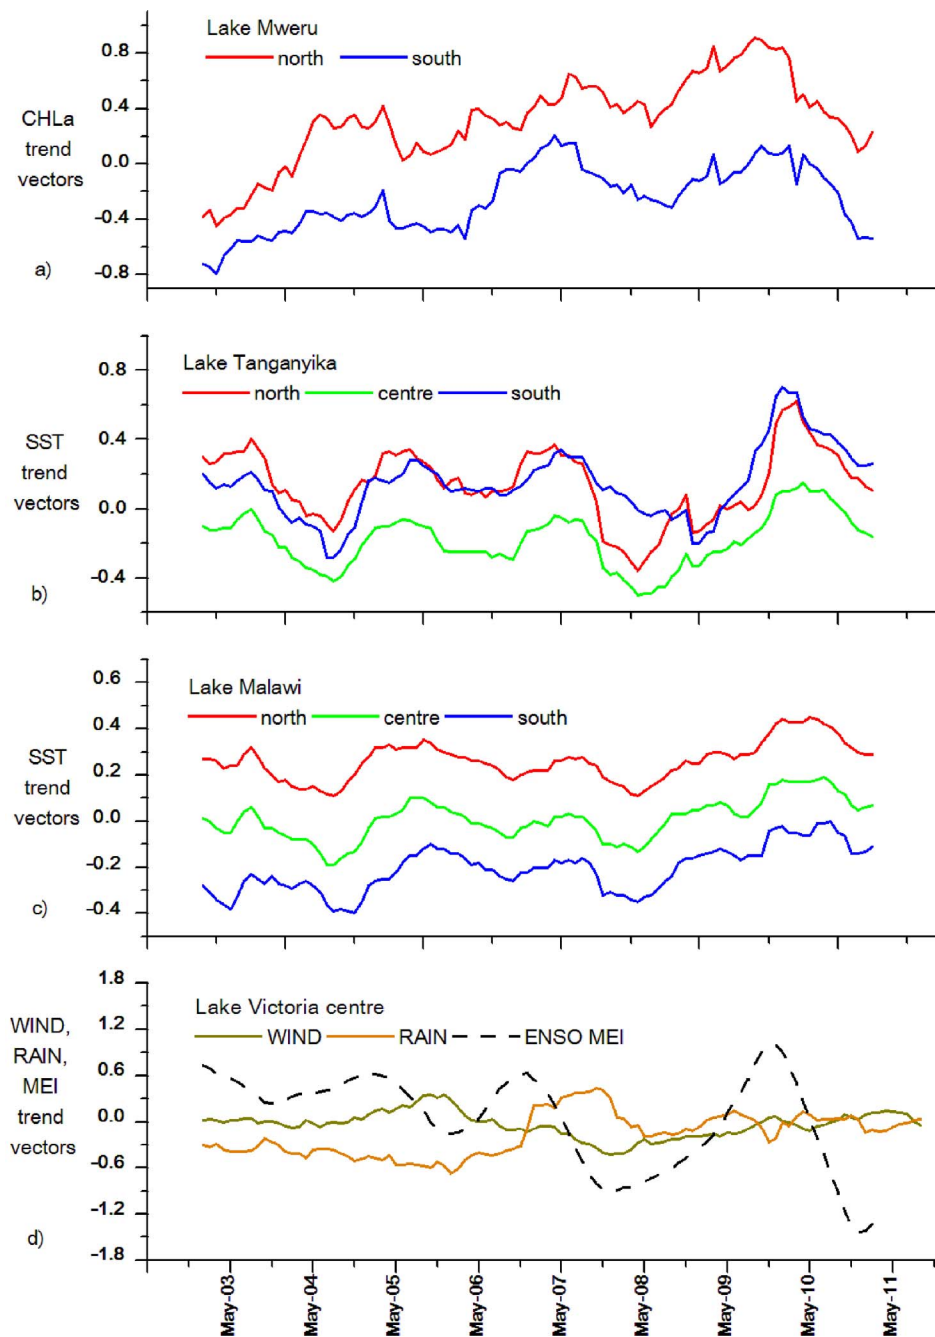 Lake Mweru
north south
0.8
0.4
0.0
-0.4
-0.8
CHLa
trend
vectors
a)
Lake Tanganyika
north centre south
0.8
0.4
0.0
-0.4
SST
trend
vectors
b)
Lake Malawi
north centre south
0.6
0.4
0.2
0.0
-0.2
-0.4
SST
trend
vectors
c)
Lake Victoria centre
WIND RAIN ENSO MEI
1.8
1.2
0.6
0.0
-0.6
-1.2
-1.8
WIND,
RAIN,
MEI
trend
vectors
d)
May-03
May-04
May-05
May-06
May-07
May-08
May-09
May-10
May-11